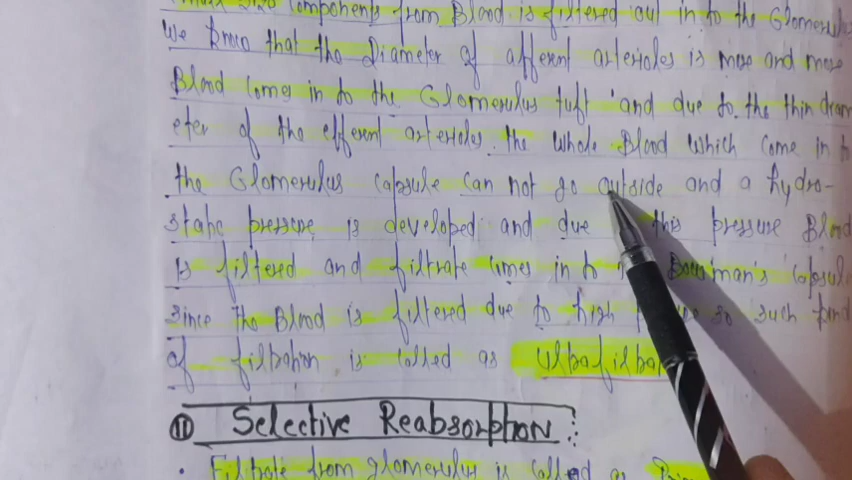 components from Blood is filtered out in to the Glomerulus
We know that the Diameter of afferent arterioles is more and more
Blood comes in to the Glomerulus tuft and due to the thin diam
eter of the efferent arterioles. the whole Blood which come in to
the Glomerulus capsule can not go outside and a hydro-
static pressure is developed and due this pressure Blood
is filtered and filtrate comes in to Bowman's capsule
Since the Blood is filtered due to high so such kind
of filtration is called as
(II) Selective Reabsorption :
• Filtrate from glomerulus is called as